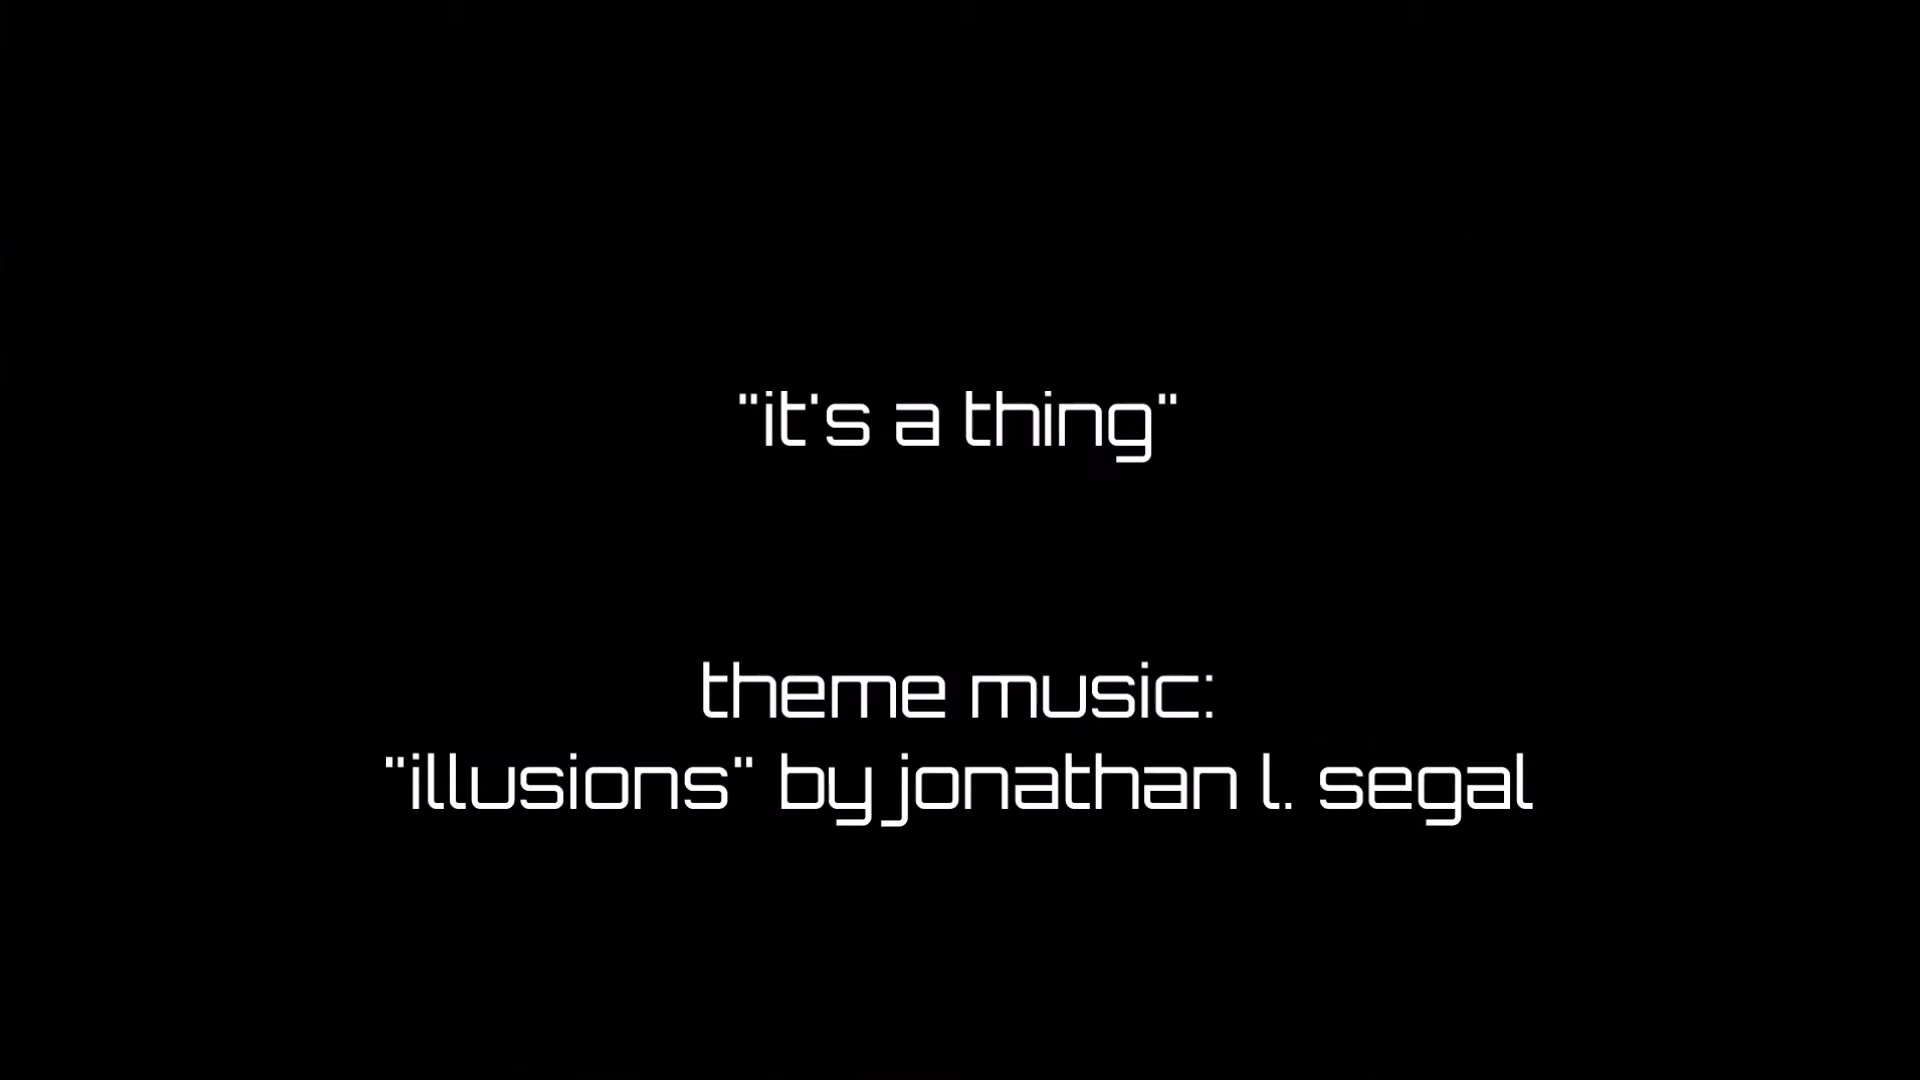 "it's a thing"
theme music:
"illusions" by jonathan l. segal